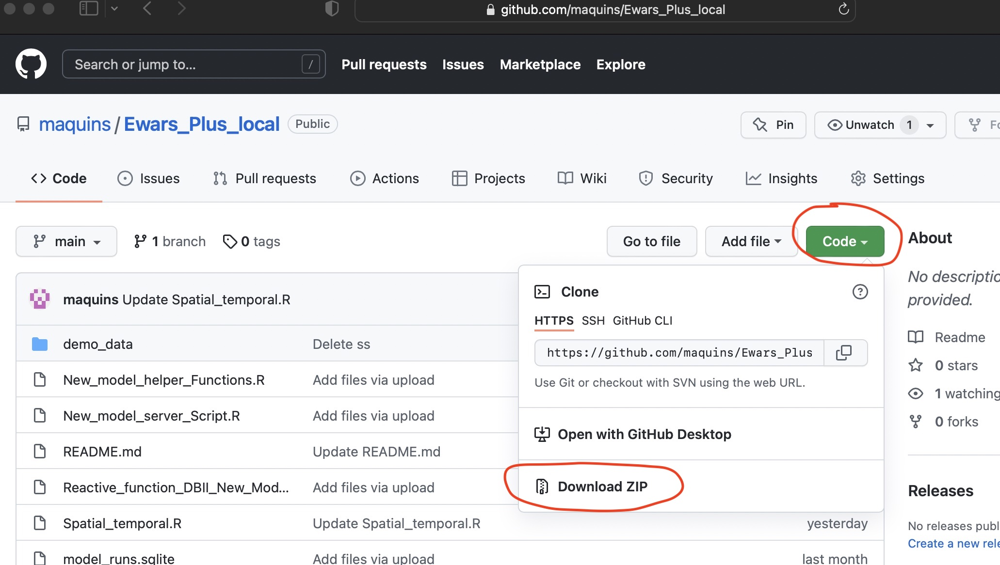 github.com/maquins/Ewars_Plus_local
Search or jump to... /
Pull requests Issues Marketplace Explore
maquins / Ewars_Plus_local Public
Pin Unwatch 1 Fo
Code Issues Pull requests Actions Projects Wiki Security Insights Settings
main 1 branch 0 tags Go to file Add file Code
maquins Update Spatial_temporal.R
demo_data Delete ss
New_model_helper_Functions.R Add files via upload
New_model_server_Script.R Add files via upload
README.md Update README.md
Reactive_function_DBII_New_Mod... Add files via upload
Spatial_temporal.R Update Spatial_temporal.R yesterday
model_runs.sqlite Add files via upload last month
Clone
HTTPS SSH GitHub CLI
https://github.com/maquins/Ewars_Plus
Use Git or checkout with SVN using the web URL.
Open with GitHub Desktop
Download ZIP
About
No descriptio
provided.
Readme
0 stars
1 watching
0 forks
Releases
No releases publ
Create a new rele